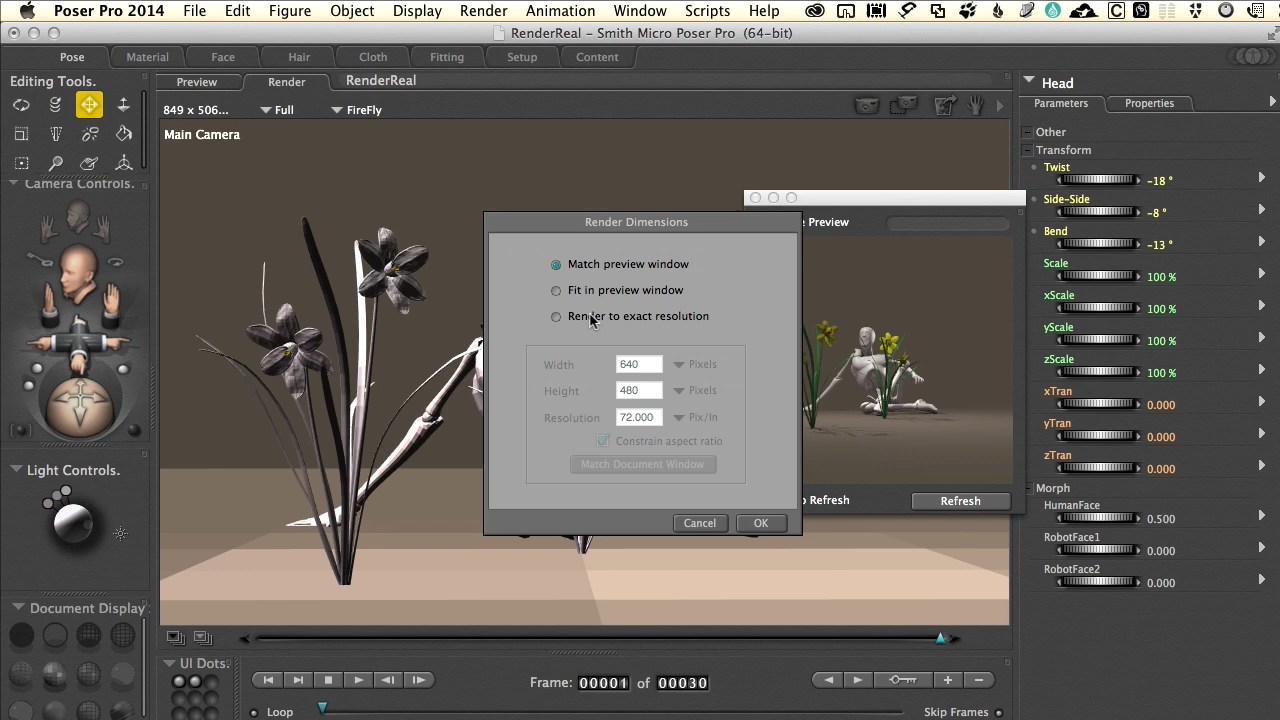 Poser Pro 2014 File Edit Figure Object Display Render Animation Window Scripts Help
RenderReal – Smith Micro Poser Pro (64-bit)
Pose Material Face Hair Cloth Fitting Setup Content
Editing Tools.
Preview Render RenderReal
849 x 506... Full FireFly
Main Camera
Camera Controls.
Light Controls.
Document Display
UI Dots.
Render Dimensions
Match preview window
Fit in preview window
Render to exact resolution
Width 640 Pixels
Height 480 Pixels
Resolution 72.000 Pix/In
Constrain aspect ratio
Match Document Window
Cancel OK
Preview
Refresh Refresh
Head
Parameters Properties
Other
Transform
Twist
-18 °
Side-Side
-8 °
Bend
-13 °
Scale
100 %
xScale
100 %
yScale
100 %
zScale
100 %
xTran
0.000
yTran
0.000
zTran
0.000
Morph
HumanFace
0.500
RobotFace1
0.000
RobotFace2
0.000
Frame: 00001 of 00030
Loop Skip Frames